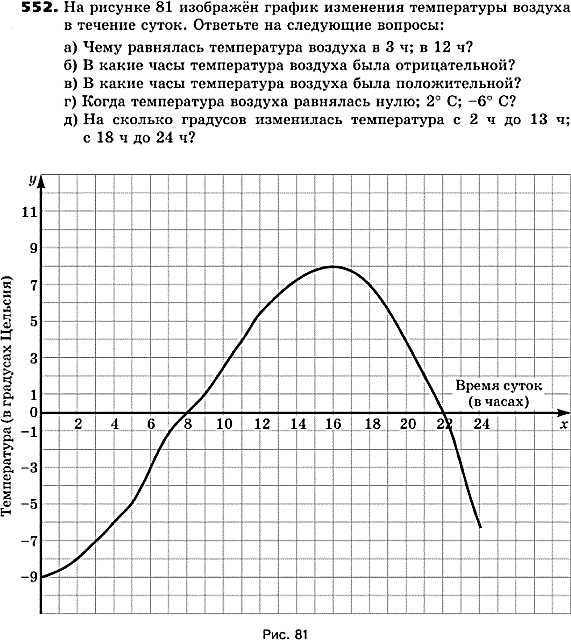 552. На рисунке 81 изображён график изменения температуры воздуха
в течение суток. Ответьте на следующие вопросы:
а) Чему равнялась температура воздуха в 3 ч; в 12 ч?
б) В какие часы температура воздуха была отрицательной?
в) В какие часы температура воздуха была положительной?
г) Когда температура воздуха равнялась нулю; 2° С; –6° С?
д) На сколько градусов изменилась температура с 2 ч до 13 ч;
с 18 ч до 24 ч?
y
11
9
7
5
3
1
0
–1
–3
–5
–7
–9
Температура (в градусах Цельсия)
Время суток
(в часах)
2 4 6 8 10 12 14 16 18 20 22 24 x
Рис. 81